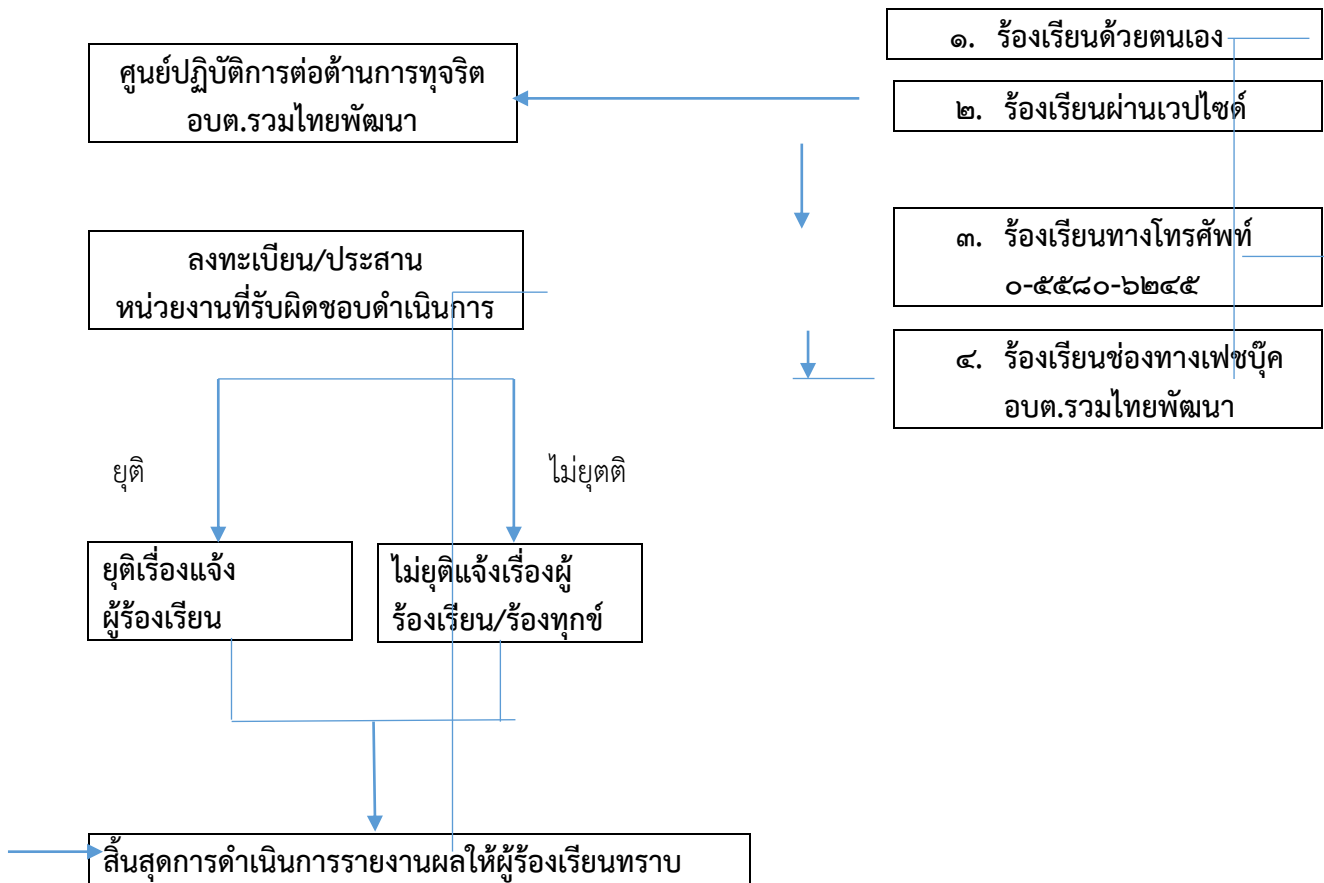 ศูนย์ปฏิบัติการต่อต้านการทุจริต
อบต.รวมไทยพัฒนา
๑. ร้องเรียนด้วยตนเอง
๒. ร้องเรียนผ่านเวปไซด์
๓. ร้องเรียนทางโทรศัพท์
๐-๕๕๘๐-๖๒๔๕
๔. ร้องเรียนช่องทางเฟซบุ๊ค
อบต.รวมไทยพัฒนา
ลงทะเบียน/ประสาน
หน่วยงานที่รับผิดชอบดำเนินการ
ยุติ
ไม่ยุตติ
ยุติเรื่องแจ้ง
ผู้ร้องเรียน
ไม่ยุติแจ้งเรื่องผู้
ร้องเรียน/ร้องทุกข์
สิ้นสุดการดำเนินการรายงานผลให้ผู้ร้องเรียนทราบ